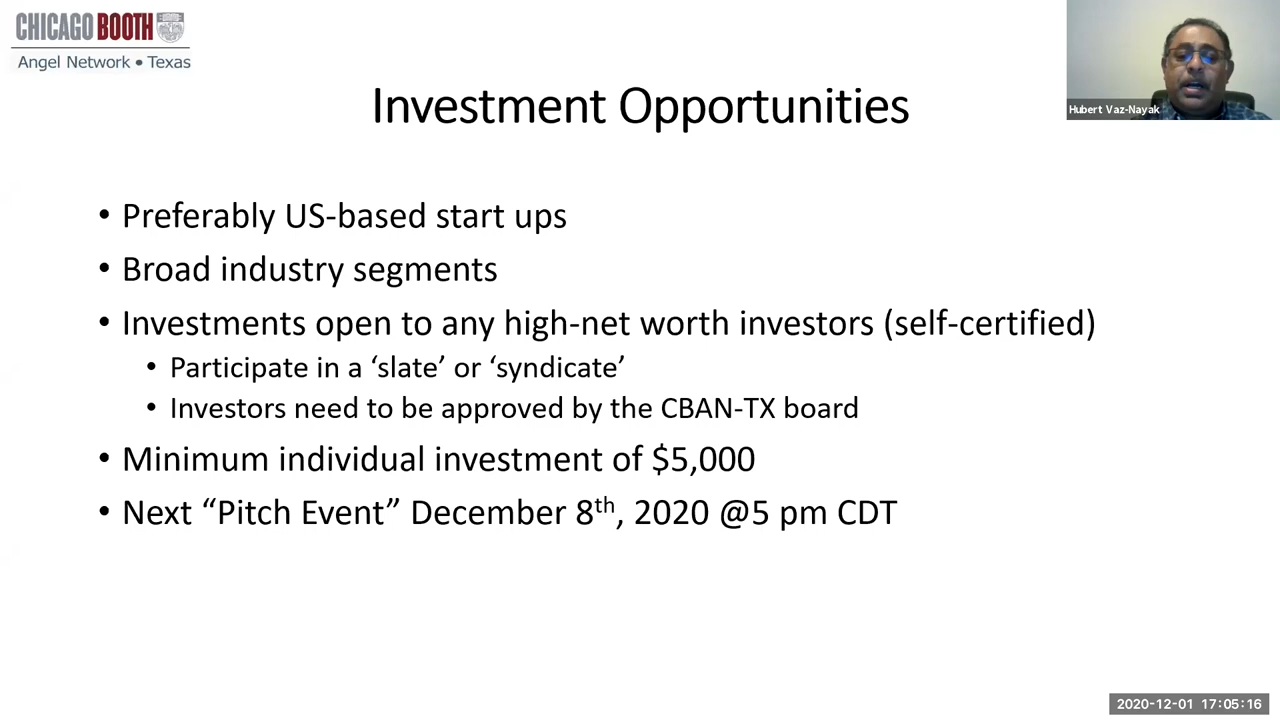 CHICAGO BOOTH
Angel Network • Texas
Hubert Vaz-Nayak
Investment Opportunities
• Preferably US-based start ups
• Broad industry segments
• Investments open to any high-net worth investors (self-certified)
• Participate in a ‘slate’ or ‘syndicate’
• Investors need to be approved by the CBAN-TX board
• Minimum individual investment of $5,000
• Next “Pitch Event” December 8th, 2020 @5 pm CDT
2020-12-01 17:05:16